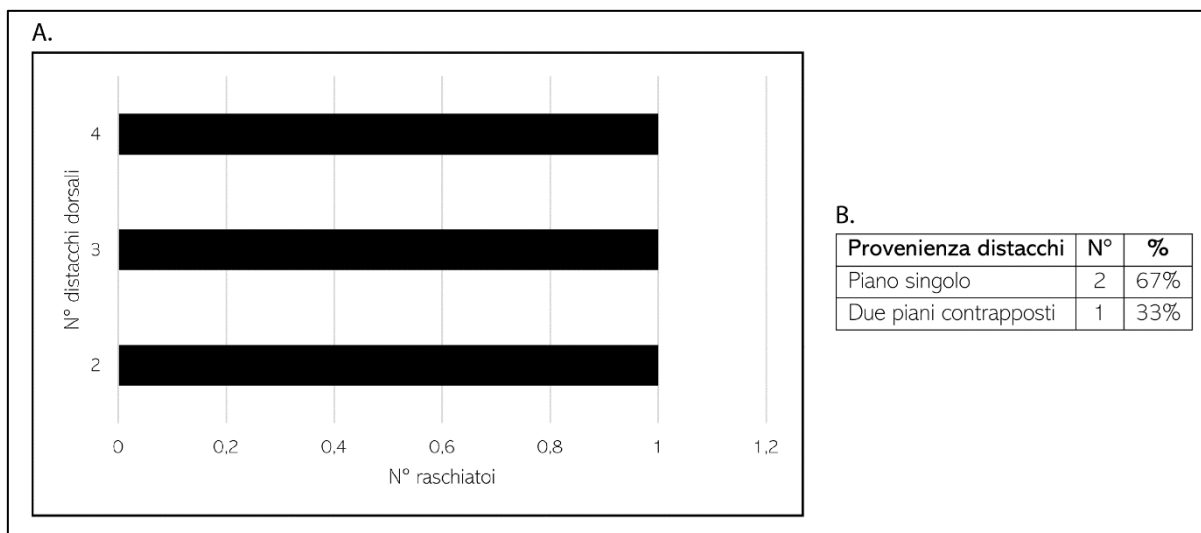 A.
N° distacchi dorsali
4
3
2
0 0,2 0,4 0,6 0,8 1 1,2
N° raschiatoi
B.
Provenienza distacchi N° %
Piano singolo 2 67%
Due piani contrapposti 1 33%